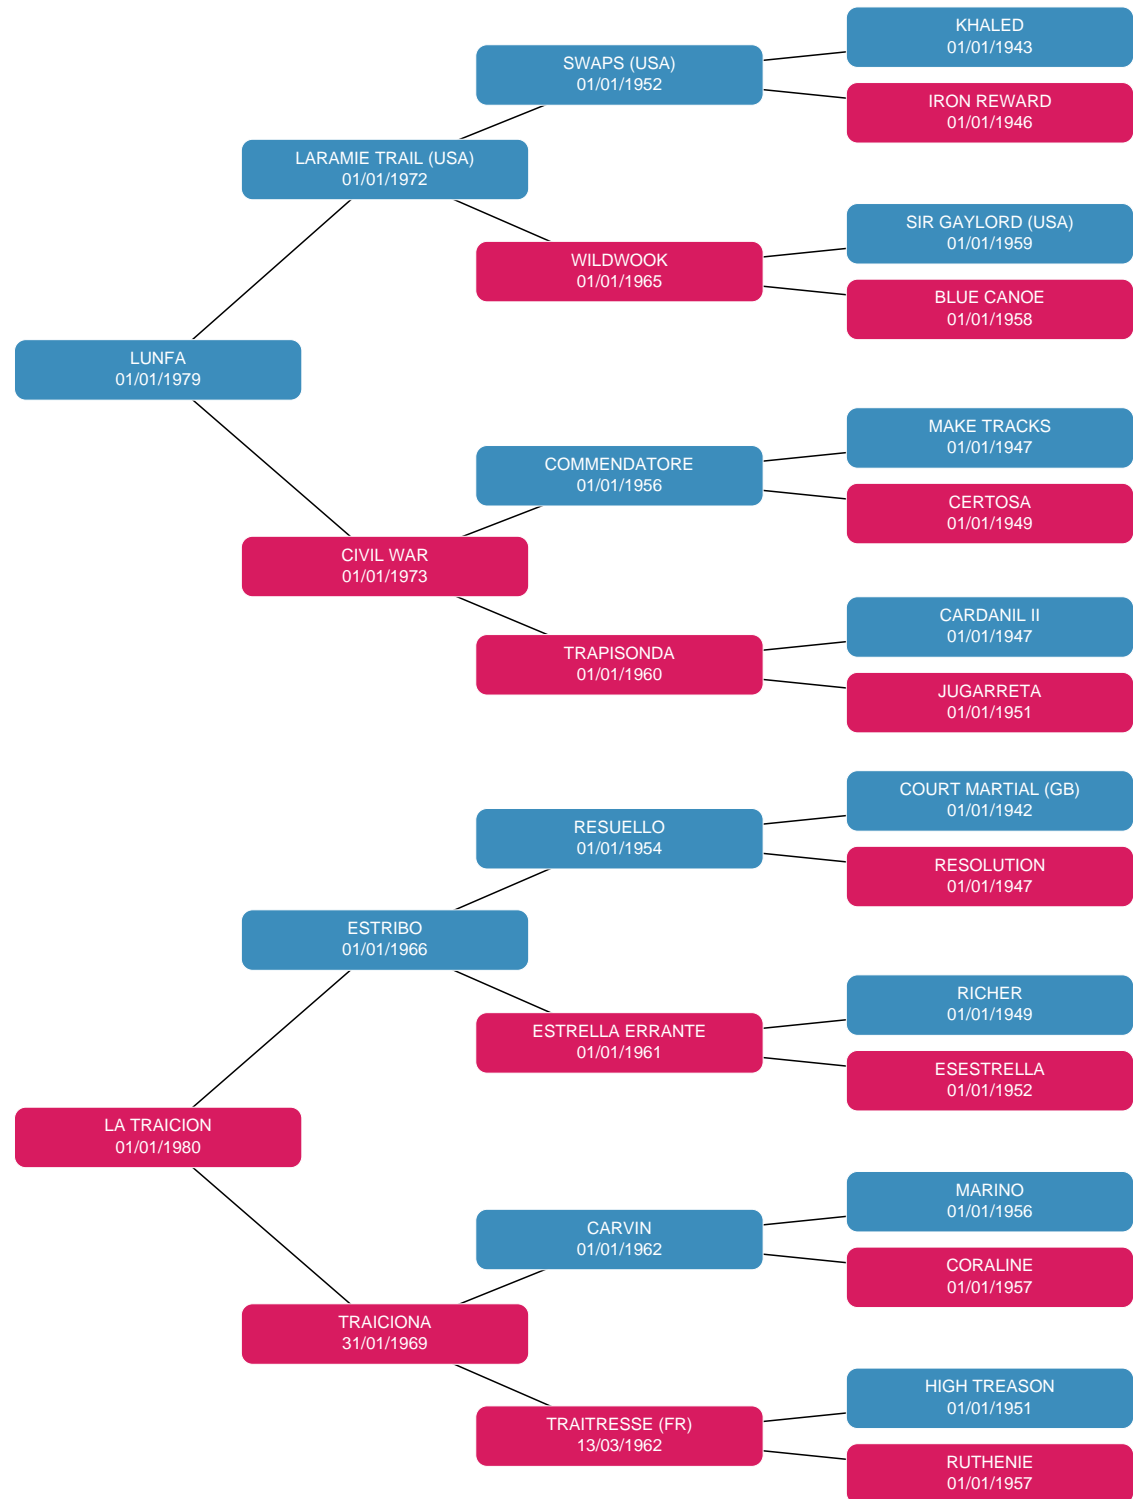 KHALED
01/01/1943
SWAPS (USA)
01/01/1952
IRON REWARD
01/01/1946
LARAMIE TRAIL (USA)
01/01/1972
SIR GAYLORD (USA)
01/01/1959
WILDWOOK
01/01/1965
BLUE CANOE
01/01/1958
LUNFA
01/01/1979
MAKE TRACKS
01/01/1947
COMMENDATORE
01/01/1956
CERTOSA
01/01/1949
CIVIL WAR
01/01/1973
CARDANIL II
01/01/1947
TRAPISONDA
01/01/1960
JUGARRETA
01/01/1951
COURT MARTIAL (GB)
01/01/1942
RESUELLO
01/01/1954
RESOLUTION
01/01/1947
ESTRIBO
01/01/1966
RICHER
01/01/1949
ESTRELLA ERRANTE
01/01/1961
ESESTRELLA
01/01/1952
LA TRAICION
01/01/1980
MARINO
01/01/1956
CARVIN
01/01/1962
CORALINE
01/01/1957
TRAICIONA
31/01/1969
HIGH TREASON
01/01/1951
TRAITRESSE (FR)
13/03/1962
RUTHENIE
01/01/1957